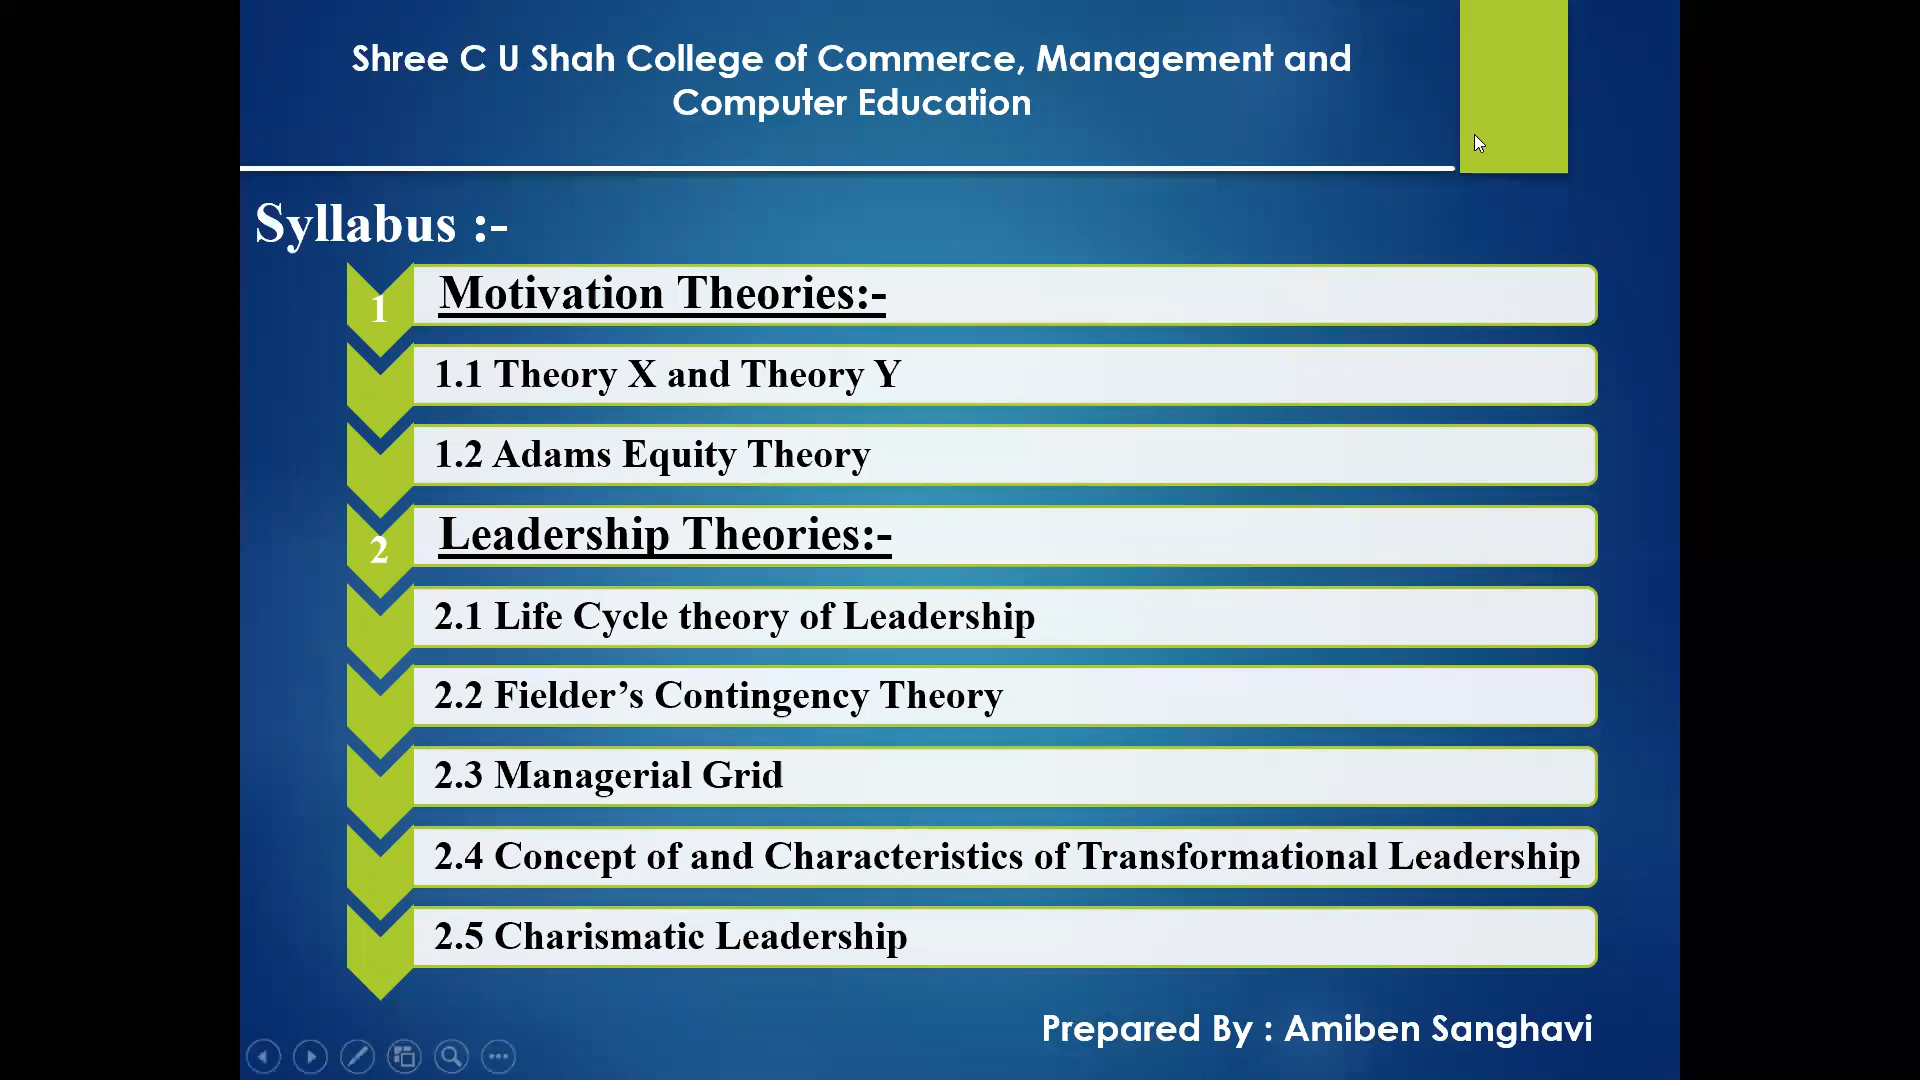 Shree C U Shah College of Commerce, Management and
Computer Education
Syllabus :-
1 Motivation Theories:-
1.1 Theory X and Theory Y
1.2 Adams Equity Theory
2 Leadership Theories:-
2.1 Life Cycle theory of Leadership
2.2 Fielder’s Contingency Theory
2.3 Managerial Grid
2.4 Concept of and Characteristics of Transformational Leadership
2.5 Charismatic Leadership
Prepared By : Amiben Sanghavi